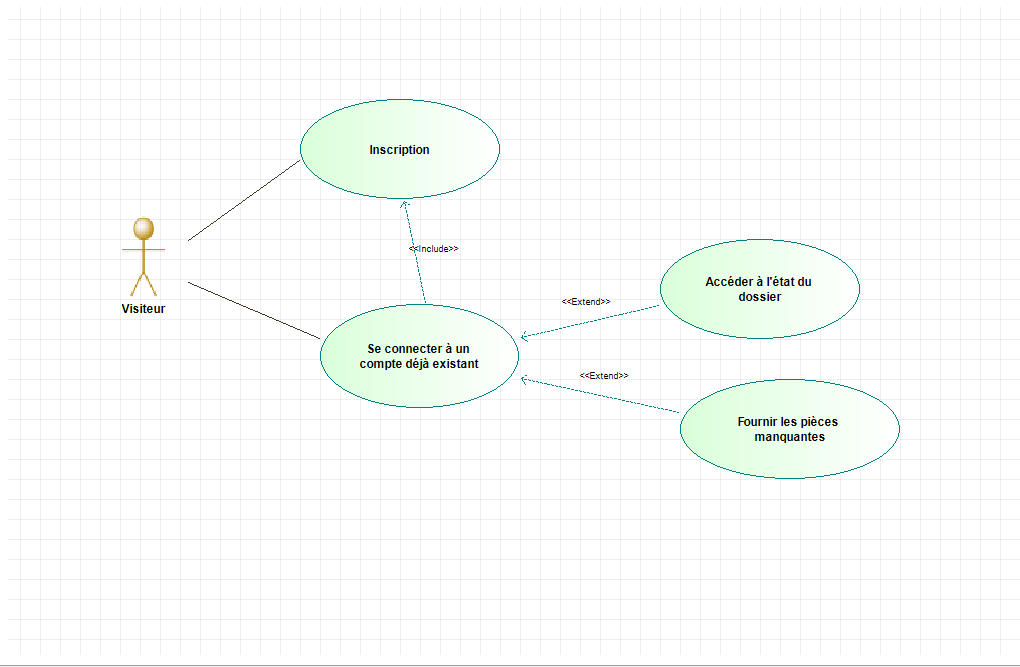 Inscription
<<Include>>
Visiteur
Se connecter à un
compte déjà existant
<<Extend>>
Accéder à l'état du
dossier
<<Extend>>
Fournir les pièces
manquantes